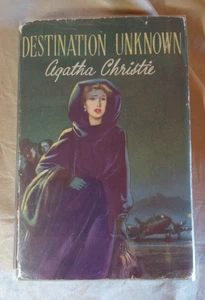 DESTINATION UNKNOWN
Agatha Christie